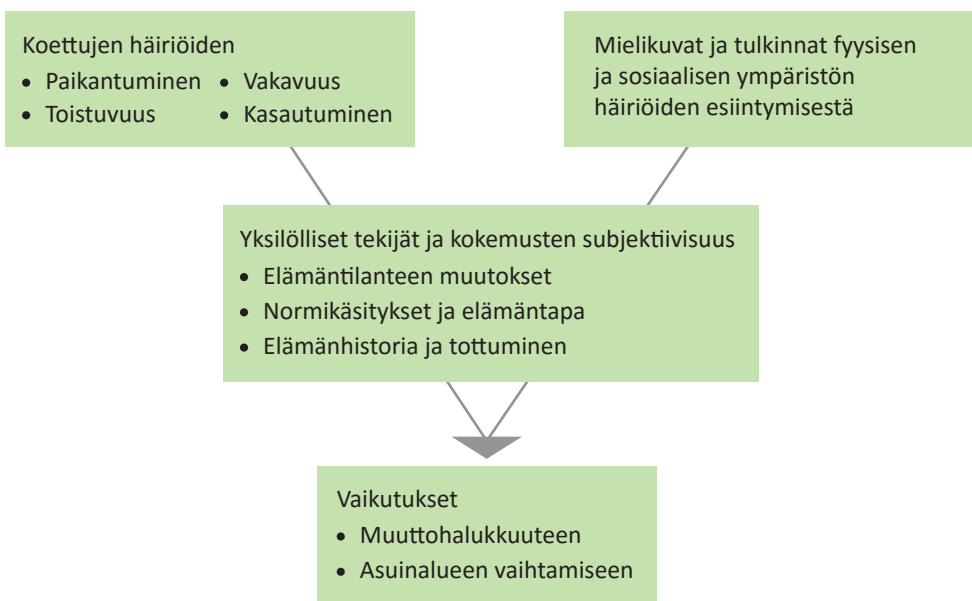 Koettujen häiriöiden
• Paikantuminen • Vakavuus
• Toistuvuus • Kasautuminen
Mielikuvat ja tulkinnat fyysisen
ja sosiaalisen ympäristön
häiriöiden esiintymisestä
Yksilölliset tekijät ja kokemusten subjektiivisuus
• Elämäntilanteen muutokset
• Normikäsitykset ja elämäntapa
• Elämänhistoria ja tottuminen
Vaikutukset
• Muuttohalukkuuteen
• Asuinalueen vaihtamiseen